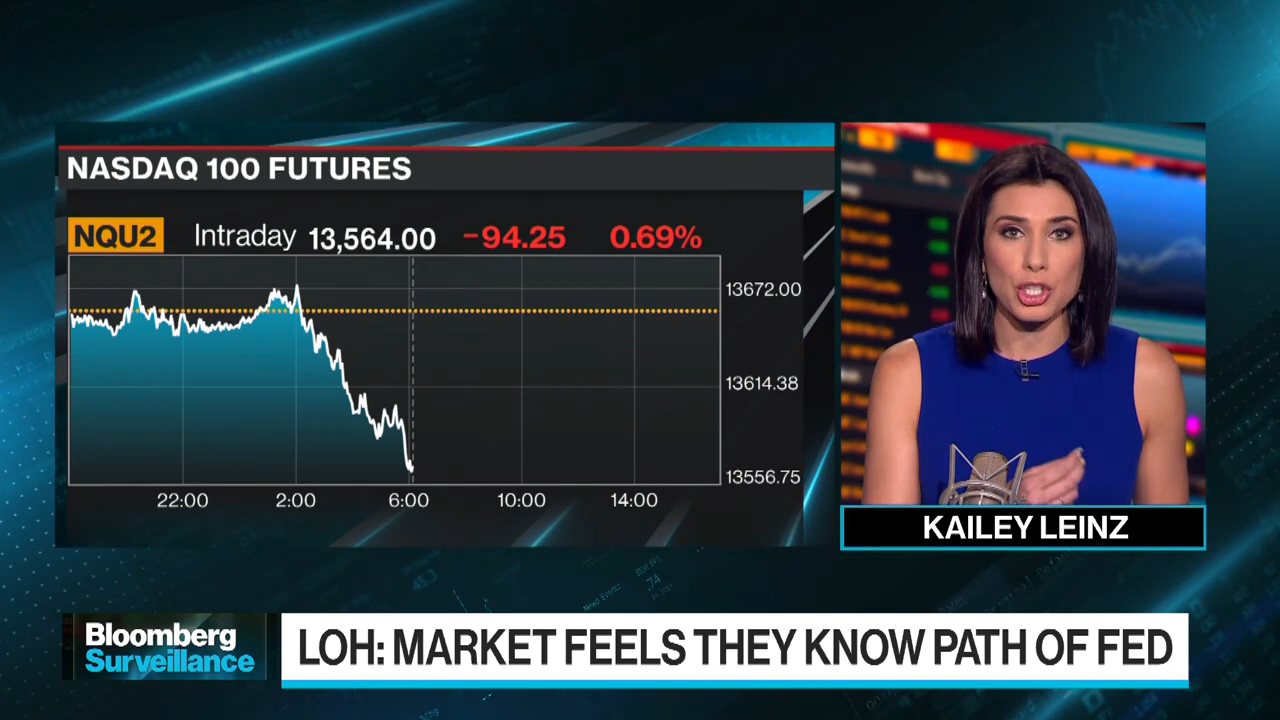 NASDAQ 100 FUTURES
NQU2 Intraday 13,564.00 -94.25 0.69%
13672.00
13614.38
13556.75
22:00 2:00 6:00 10:00 14:00
KAILEY LEINZ
Bloomberg
Surveillance
LOH: MARKET FEELS THEY KNOW PATH OF FED